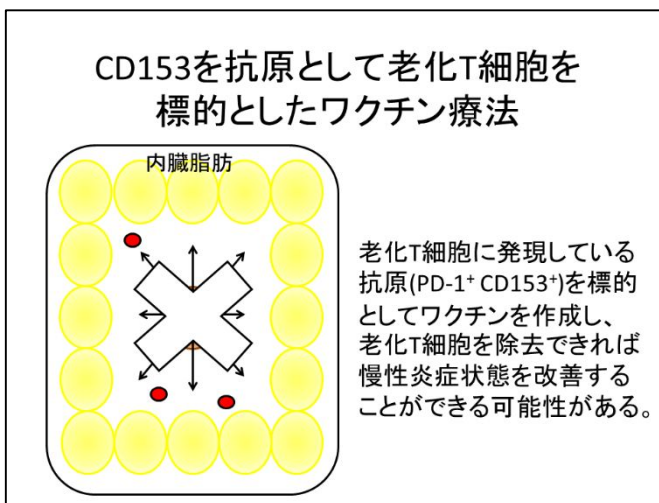 CD153を抗原として老化T細胞を
標的としたワクチン療法
内臓脂肪
老化T細胞に発現している
抗原(PD-1⁺ CD153⁺)を標的
としてワクチンを作成し、
老化T細胞を除去できれば
慢性炎症状態を改善する
ことができる可能性がある。